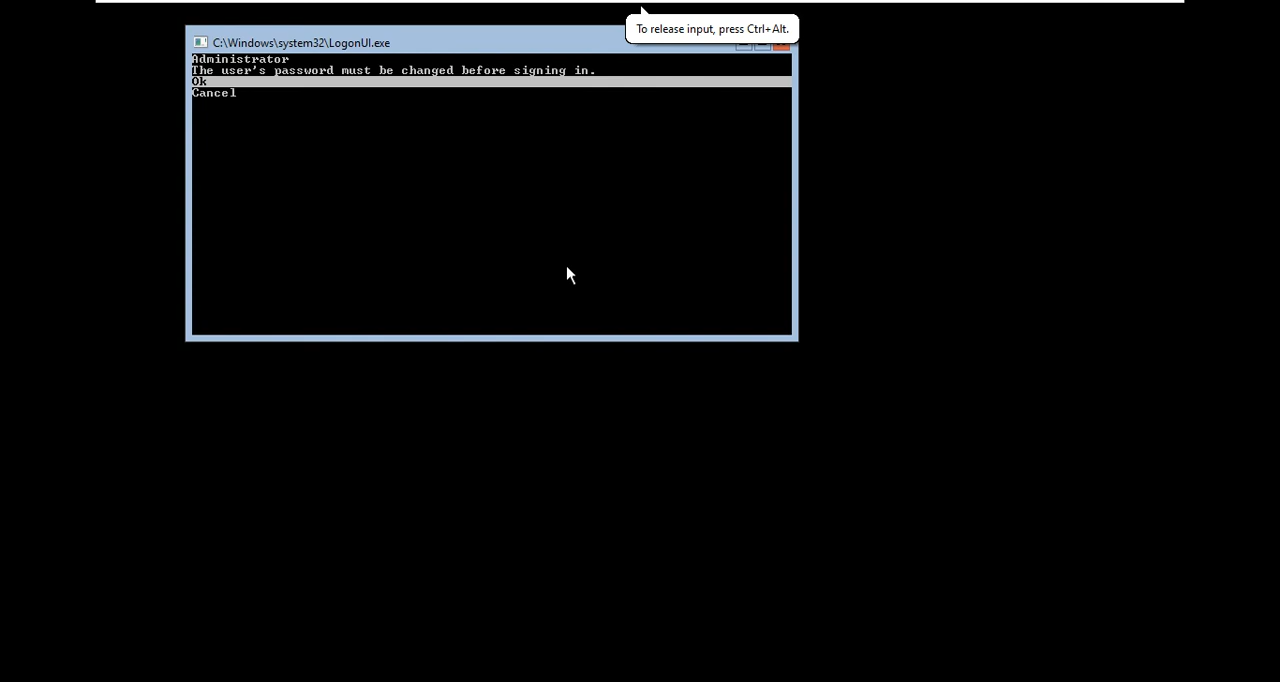 To release input, press Ctrl+Alt.
C:\Windows\system32\LogonUI.exe
Administrator
The user's password must be changed before signing in.
Ok
Cancel